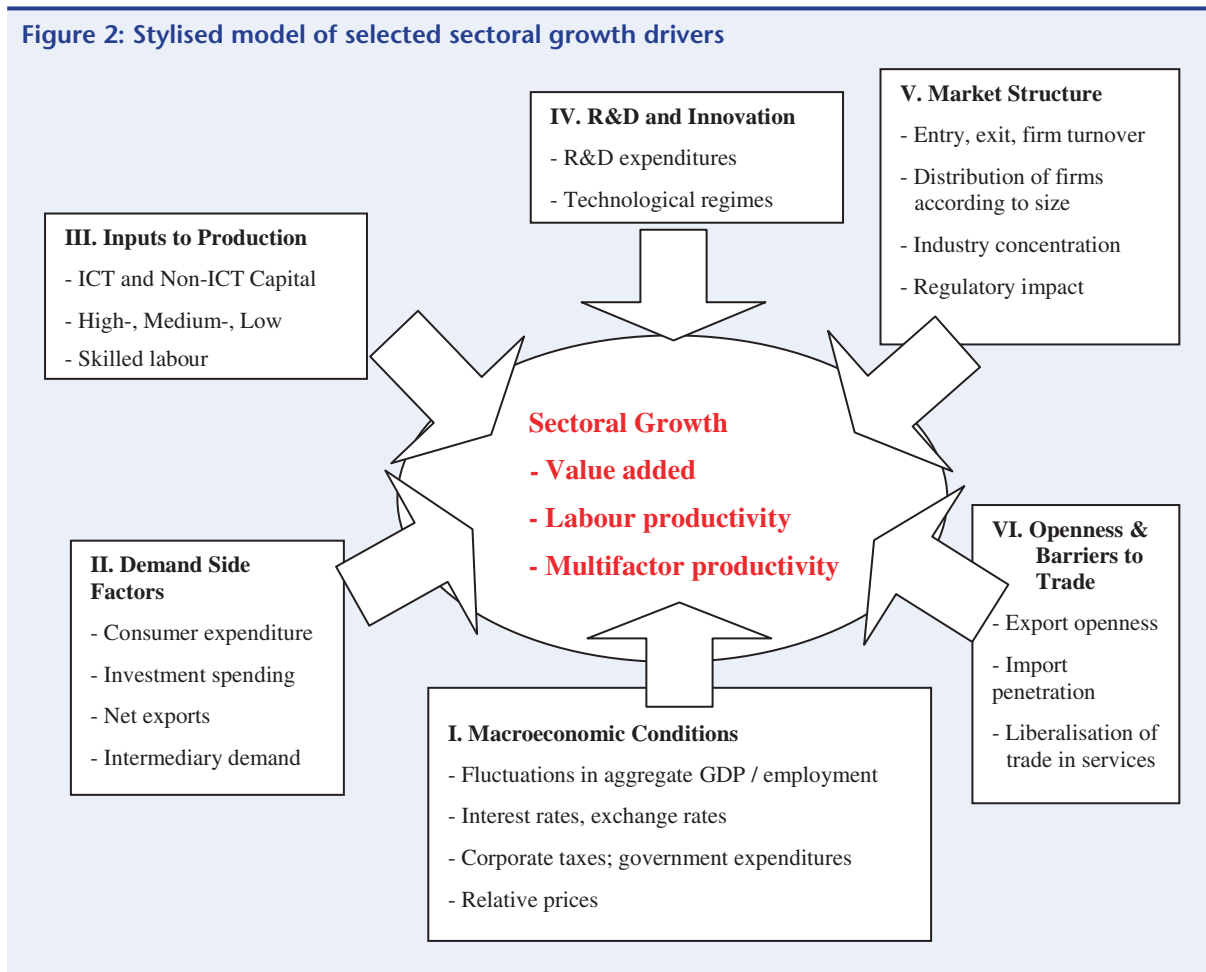 Figure 2: Stylised model of selected sectoral growth drivers
IV. R&D and Innovation
- R&D expenditures
- Technological regimes
V. Market Structure
- Entry, exit, firm turnover
- Distribution of firms
according to size
- Industry concentration
- Regulatory impact
III. Inputs to Production
- ICT and Non-ICT Capital
- High-, Medium-, Low
- Skilled labour
Sectoral Growth
- Value added
- Labour productivity
- Multifactor productivity
II. Demand Side
Factors
- Consumer expenditure
- Investment spending
- Net exports
- Intermediary demand
VI. Openness &
Barriers to
Trade
- Export openness
- Import
penetration
- Liberalisation of
trade in services
I. Macroeconomic Conditions
- Fluctuations in aggregate GDP / employment
- Interest rates, exchange rates
- Corporate taxes; government expenditures
- Relative prices